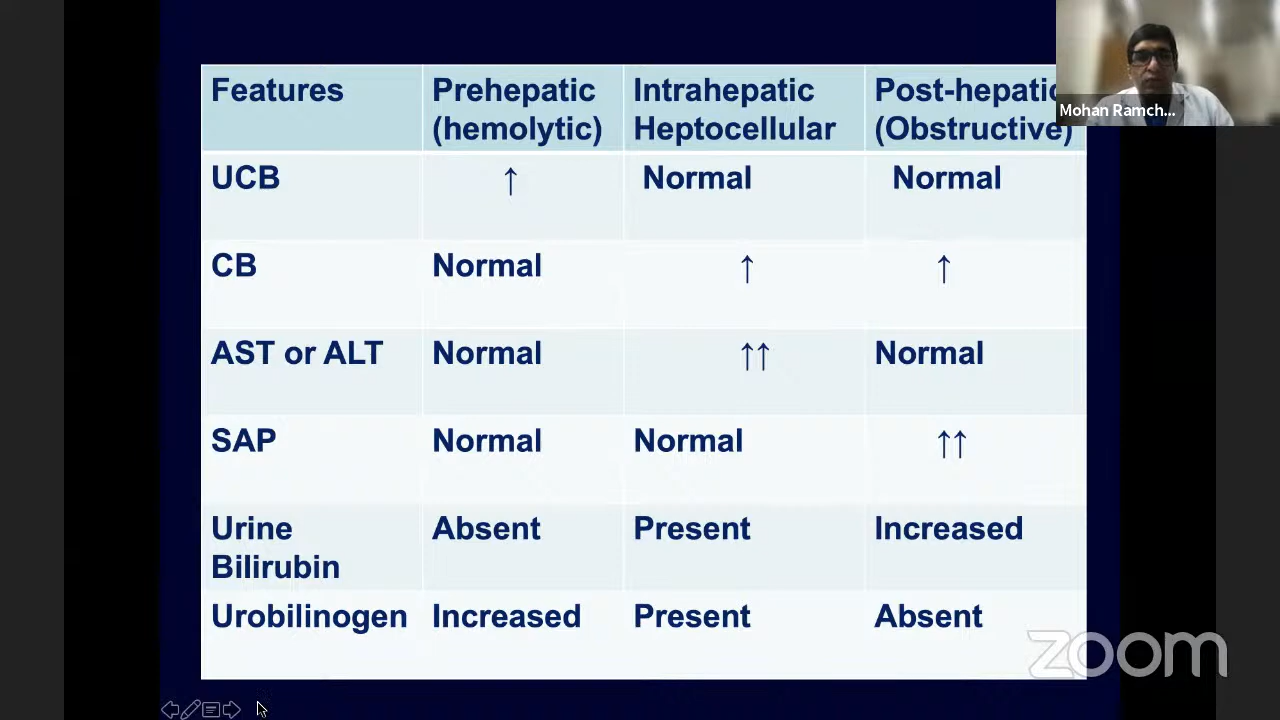 Features Prehepatic (hemolytic) Intrahepatic Heptocellular Post-hepatic (Obstructive)
UCB ↑ Normal Normal
CB Normal ↑ ↑
AST or ALT Normal ↑↑ Normal
SAP Normal Normal ↑↑
Urine Bilirubin Absent Present Increased
Urobilinogen Increased Present Absent
Mohan Ramch...
zoom